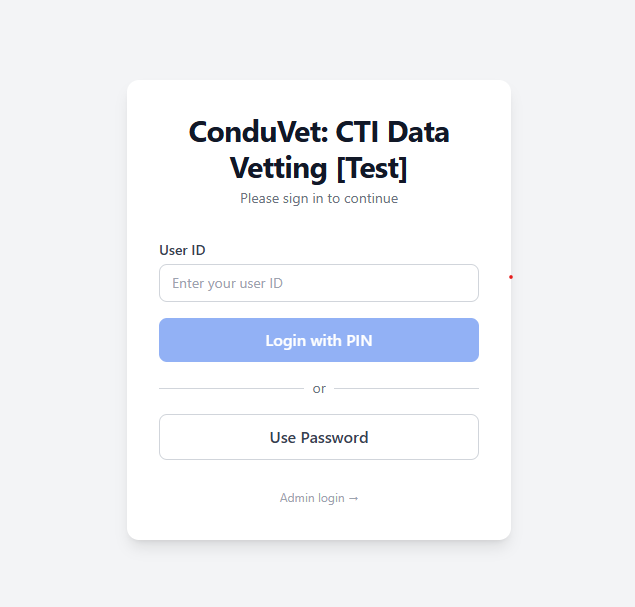 ConduVet: CTI Data
Vetting [Test]
Please sign in to continue
User ID
Enter your user ID
Login with PIN
or
Use Password
Admin login →